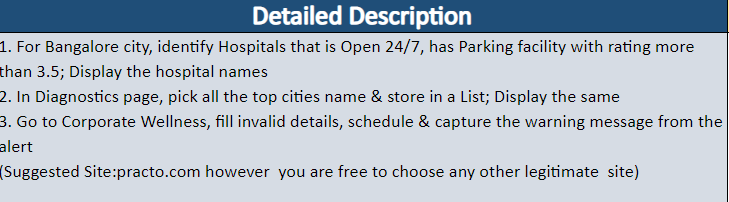 Detailed Description
1. For Bangalore city, identify Hospitals that is Open 24/7, has Parking facility with rating more
than 3.5; Display the hospital names
2. In Diagnostics page, pick all the top cities name & store in a List; Display the same
3. Go to Corporate Wellness, fill invalid details, schedule & capture the warning message from the
alert
(Suggested Site:practo.com however  you are free to choose any other legitimate  site)